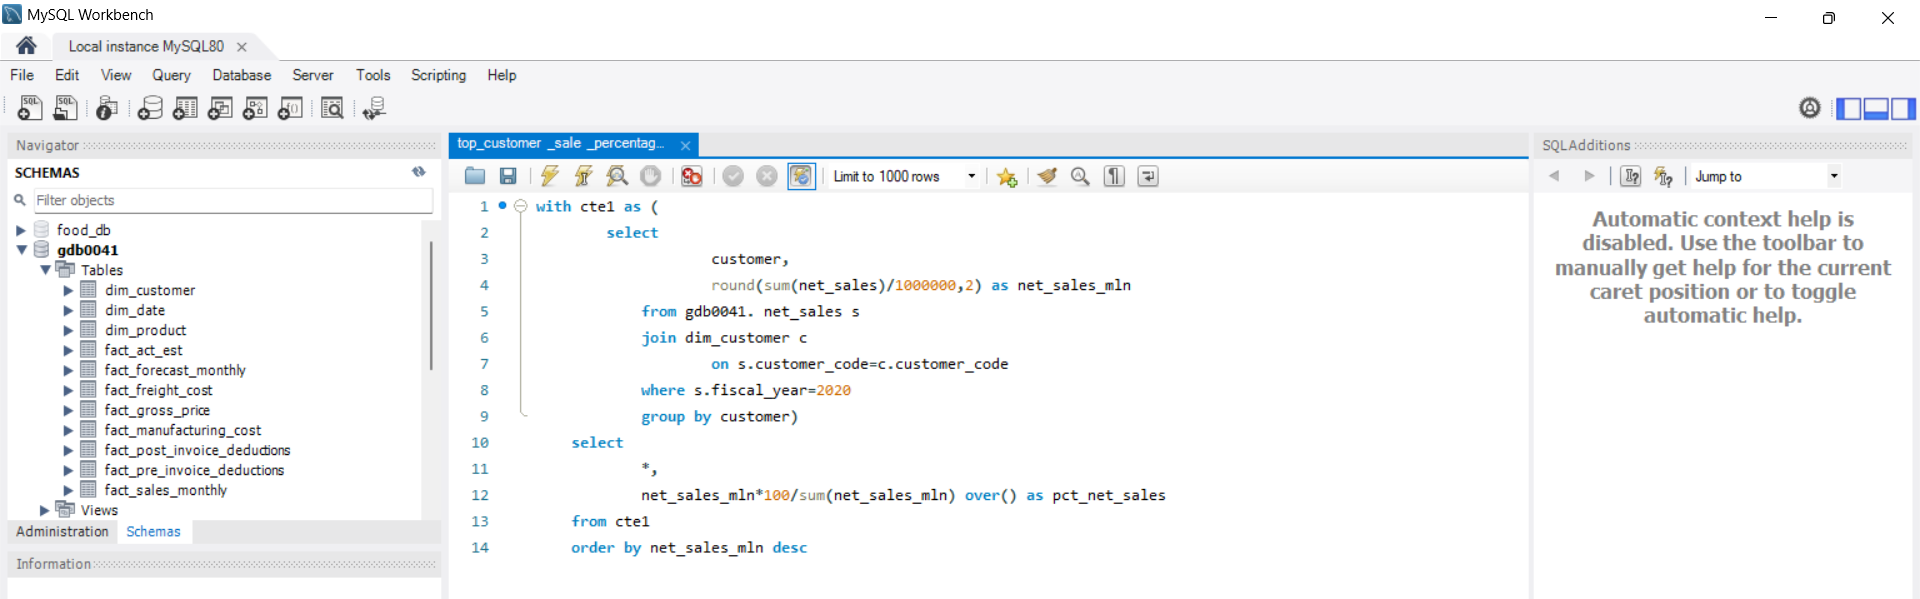 MySQL Workbench
Local instance MySQL80
File Edit View Query Database Server Tools Scripting Help
Navigator
SCHEMAS
Filter objects
food_db
gdb0041
Tables
dim_customer
dim_date
dim_product
fact_act_est
fact_forecast_monthly
fact_freight_cost
fact_gross_price
fact_manufacturing_cost
fact_post_invoice_deductions
fact_pre_invoice_deductions
fact_sales_monthly
Views
Administration Schemas
Information
top_customer _sale _percentag...
Limit to 1000 rows
1 with cte1 as (
2 select
3 customer,
4 round(sum(net_sales)/1000000,2) as net_sales_mln
5 from gdb0041. net_sales s
6 join dim_customer c
7 on s.customer_code=c.customer_code
8 where s.fiscal_year=2020
9 group by customer)
10 select
11 *,
12 net_sales_mln*100/sum(net_sales_mln) over() as pct_net_sales
13 from cte1
14 order by net_sales_mln desc
SQLAdditions
Jump to
Automatic context help is
disabled. Use the toolbar to
manually get help for the current
caret position or to toggle
automatic help.